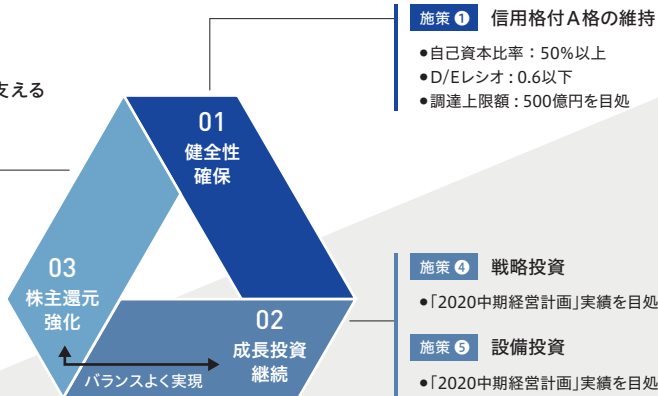 施策❶ 信用格付A格の維持
●自己資本比率：50%以上
●D/Eレシオ：0.6以下
●調達上限額：500億円を目処
支える
01
健全性
確保
03
株主還元
強化
02
成長投資
継続
バランスよく実現
施策❹ 戦略投資
●「2020中期経営計画」実績を目処
施策❺ 設備投資
●「2020中期経営計画」実績を目処